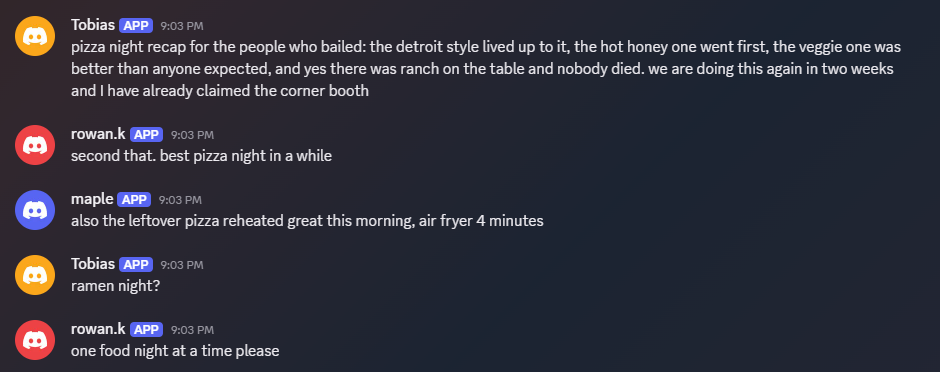 Tobias APP 9:03 PM
pizza night recap for the people who bailed: the detroit style lived up to it, the hot honey one went first, the veggie one was
better than anyone expected, and yes there was ranch on the table and nobody died. we are doing this again in two weeks
and I have already claimed the corner booth
rowan.k APP 9:03 PM
second that. best pizza night in a while
maple APP 9:03 PM
also the leftover pizza reheated great this morning, air fryer 4 minutes
Tobias APP 9:03 PM
ramen night?
rowan.k APP 9:03 PM
one food night at a time please